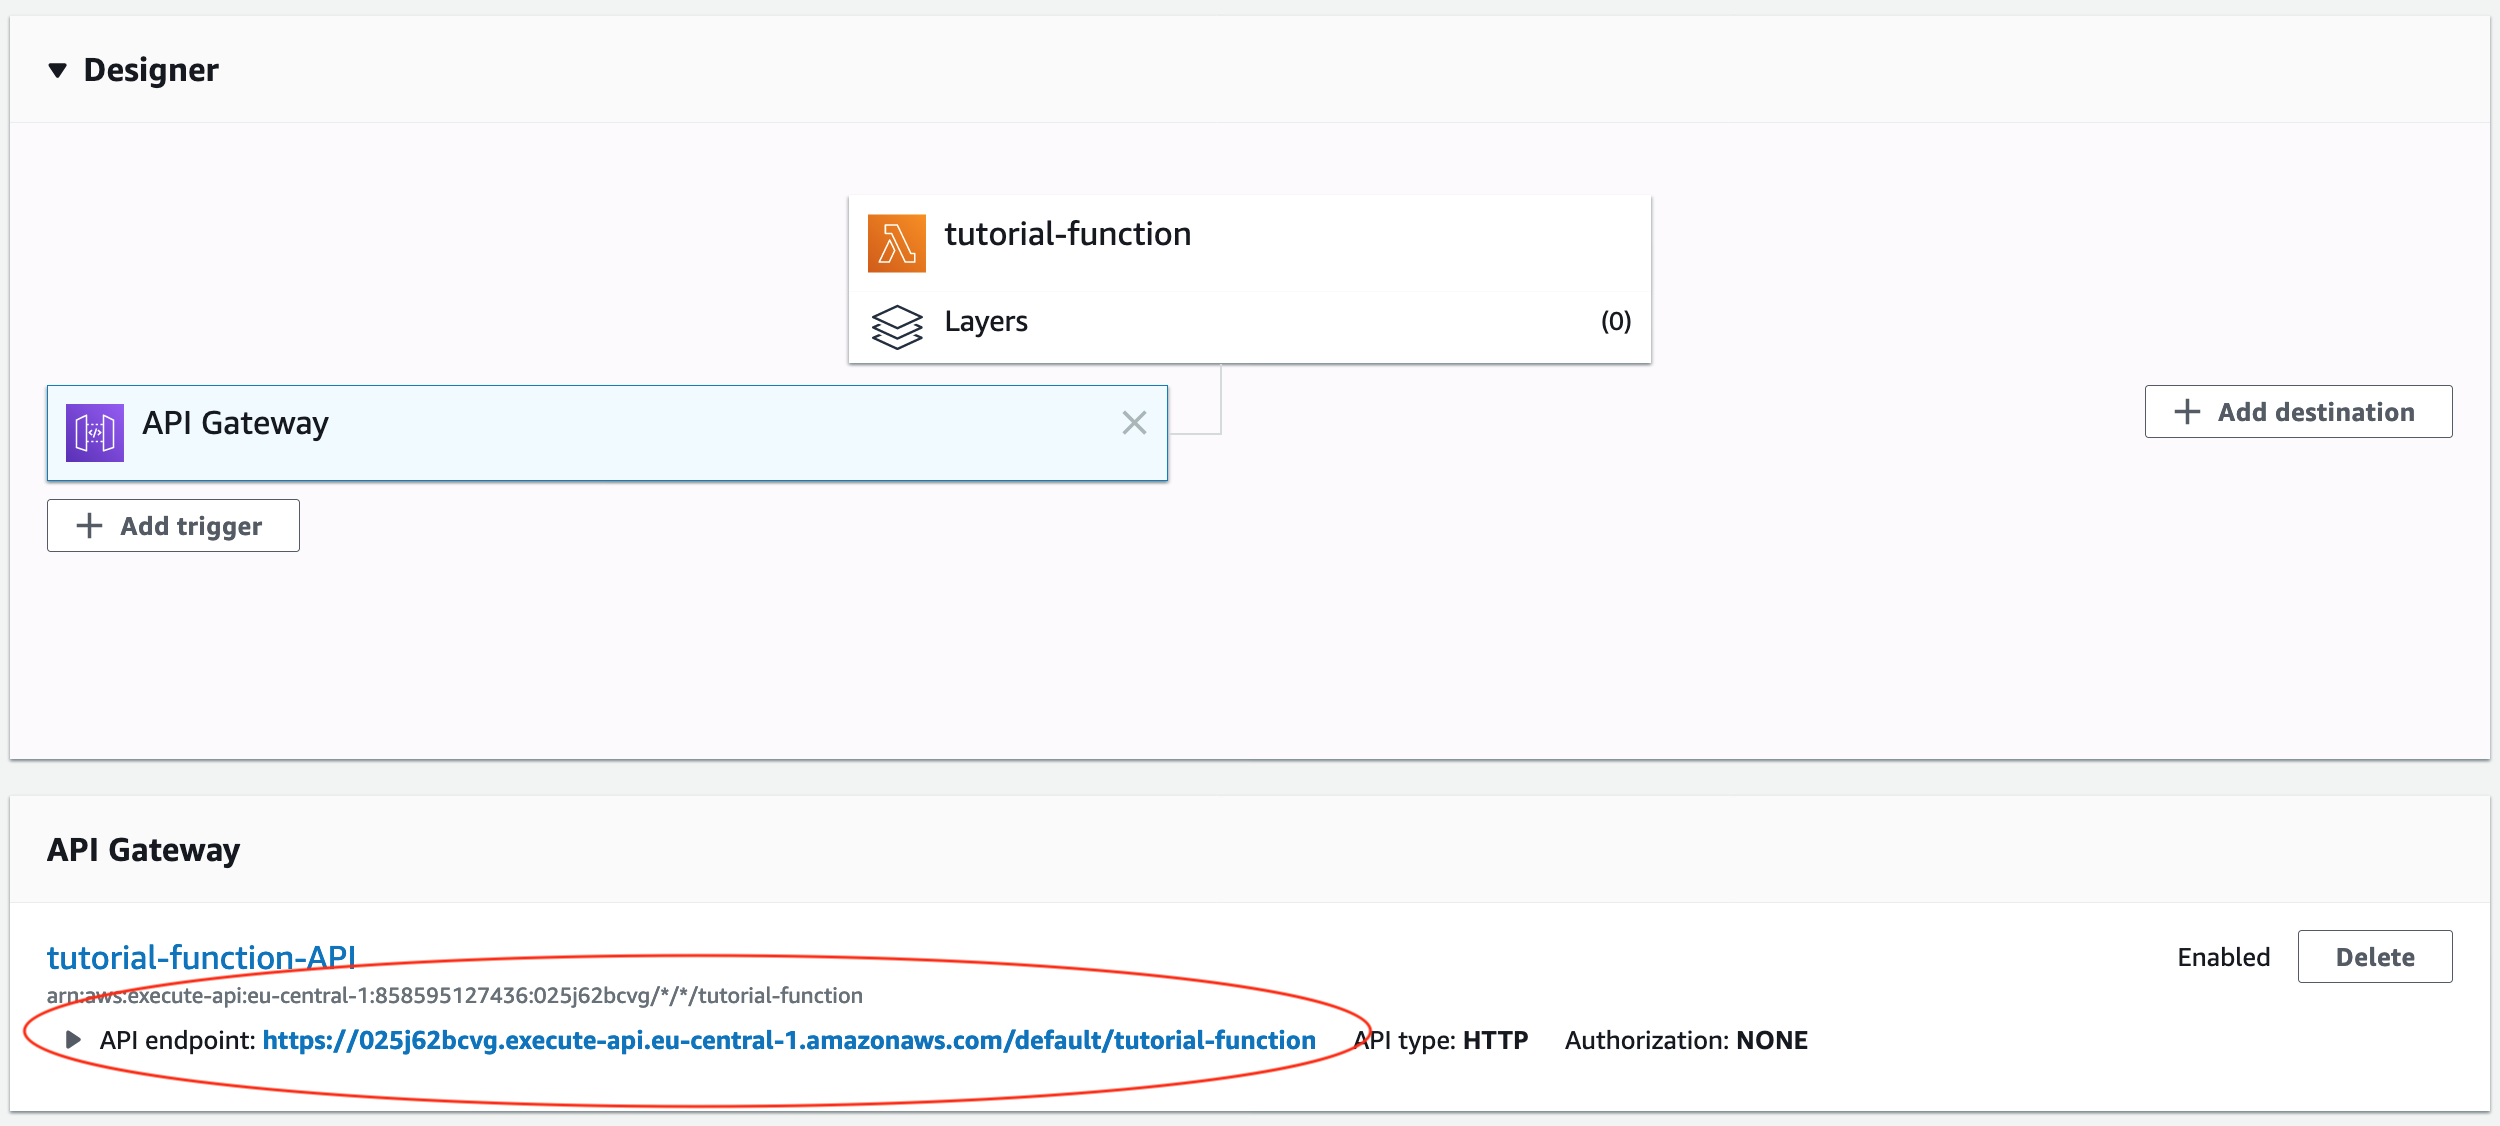 Designer
tutorial-function
Layers (0)
API Gateway
Add destination
Add trigger
API Gateway
tutorial-function-API
Enabled Delete
arn:aws:execute-api:eu-central-1:858595127436:025j62bcvg/*/*/tutorial-function
API endpoint: https://025j62bcvg.execute-api.eu-central-1.amazonaws.com/default/tutorial-function API type: HTTP Authorization: NONE